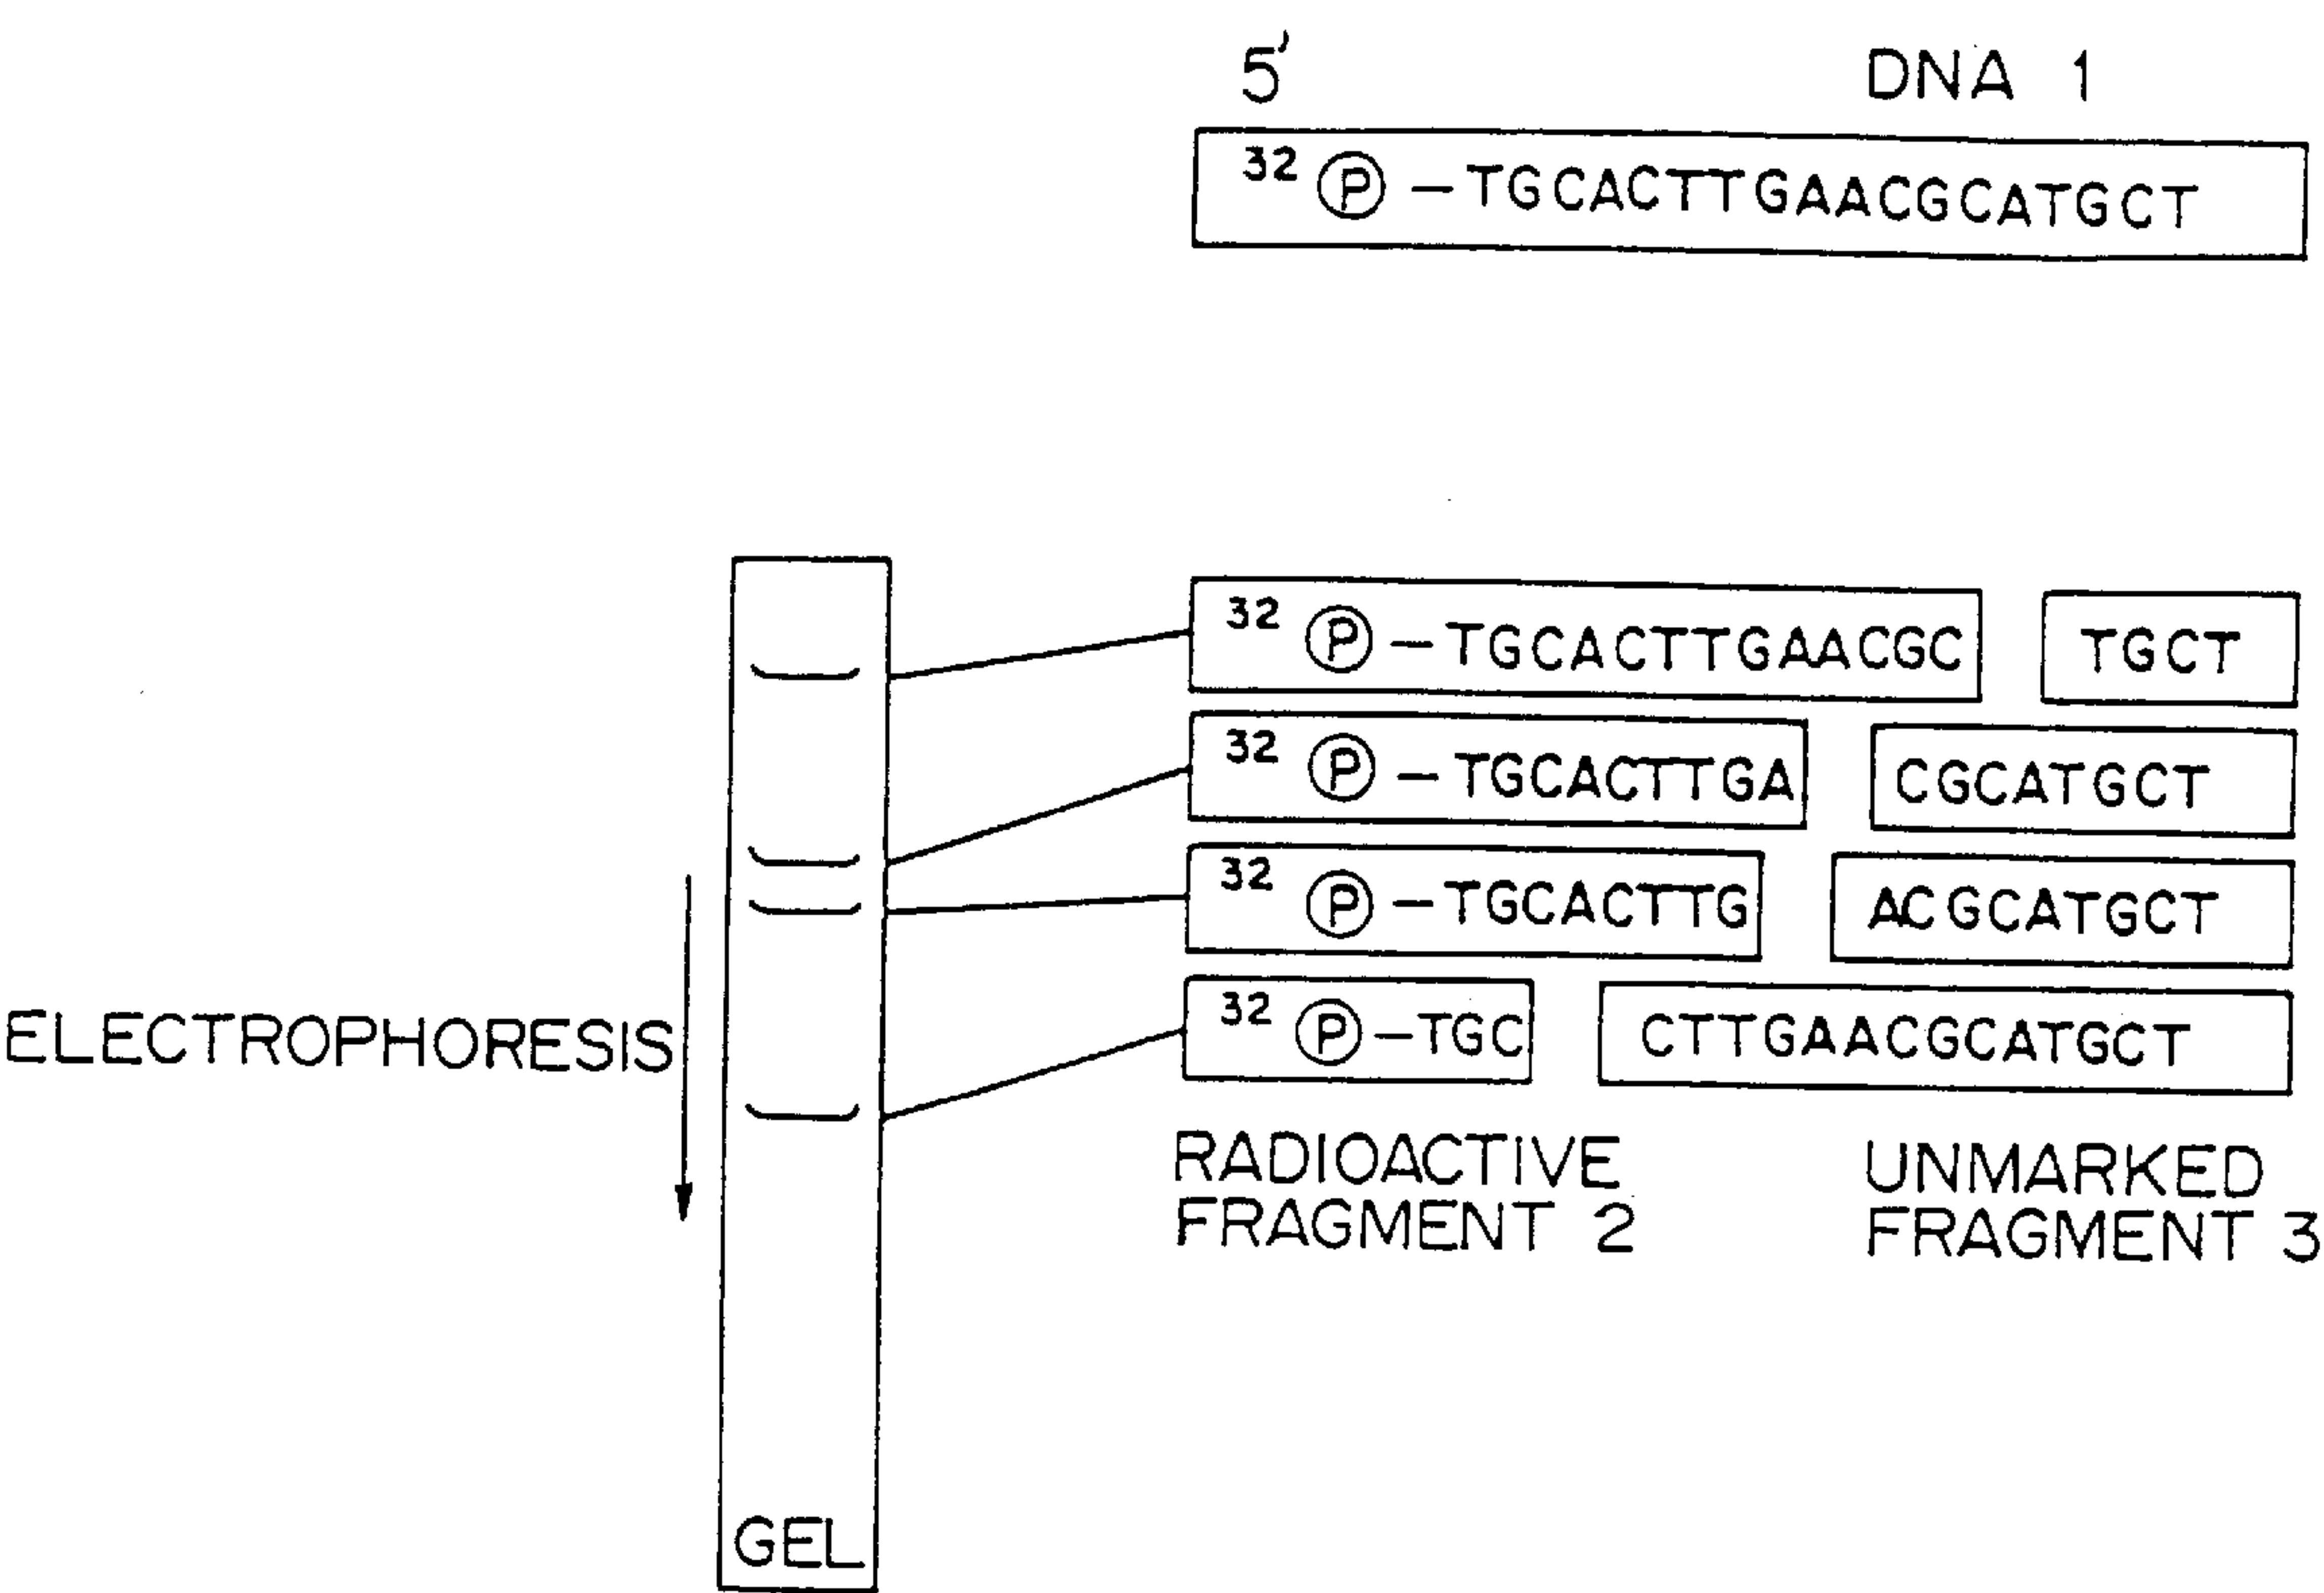 5' DNA 1
32 P –TGCACTTGAACGCATGCT
32 P –TGCACTTGAACGC TGCT
32 P –TGCACTTGA CGCATGCT
32 P –TGCACTTG ACGCATGCT
32 P –TGC CTTGAACGCATGCT
ELECTROPHORESIS
RADIOACTIVE
FRAGMENT 2
UNMARKED
FRAGMENT 3
GEL